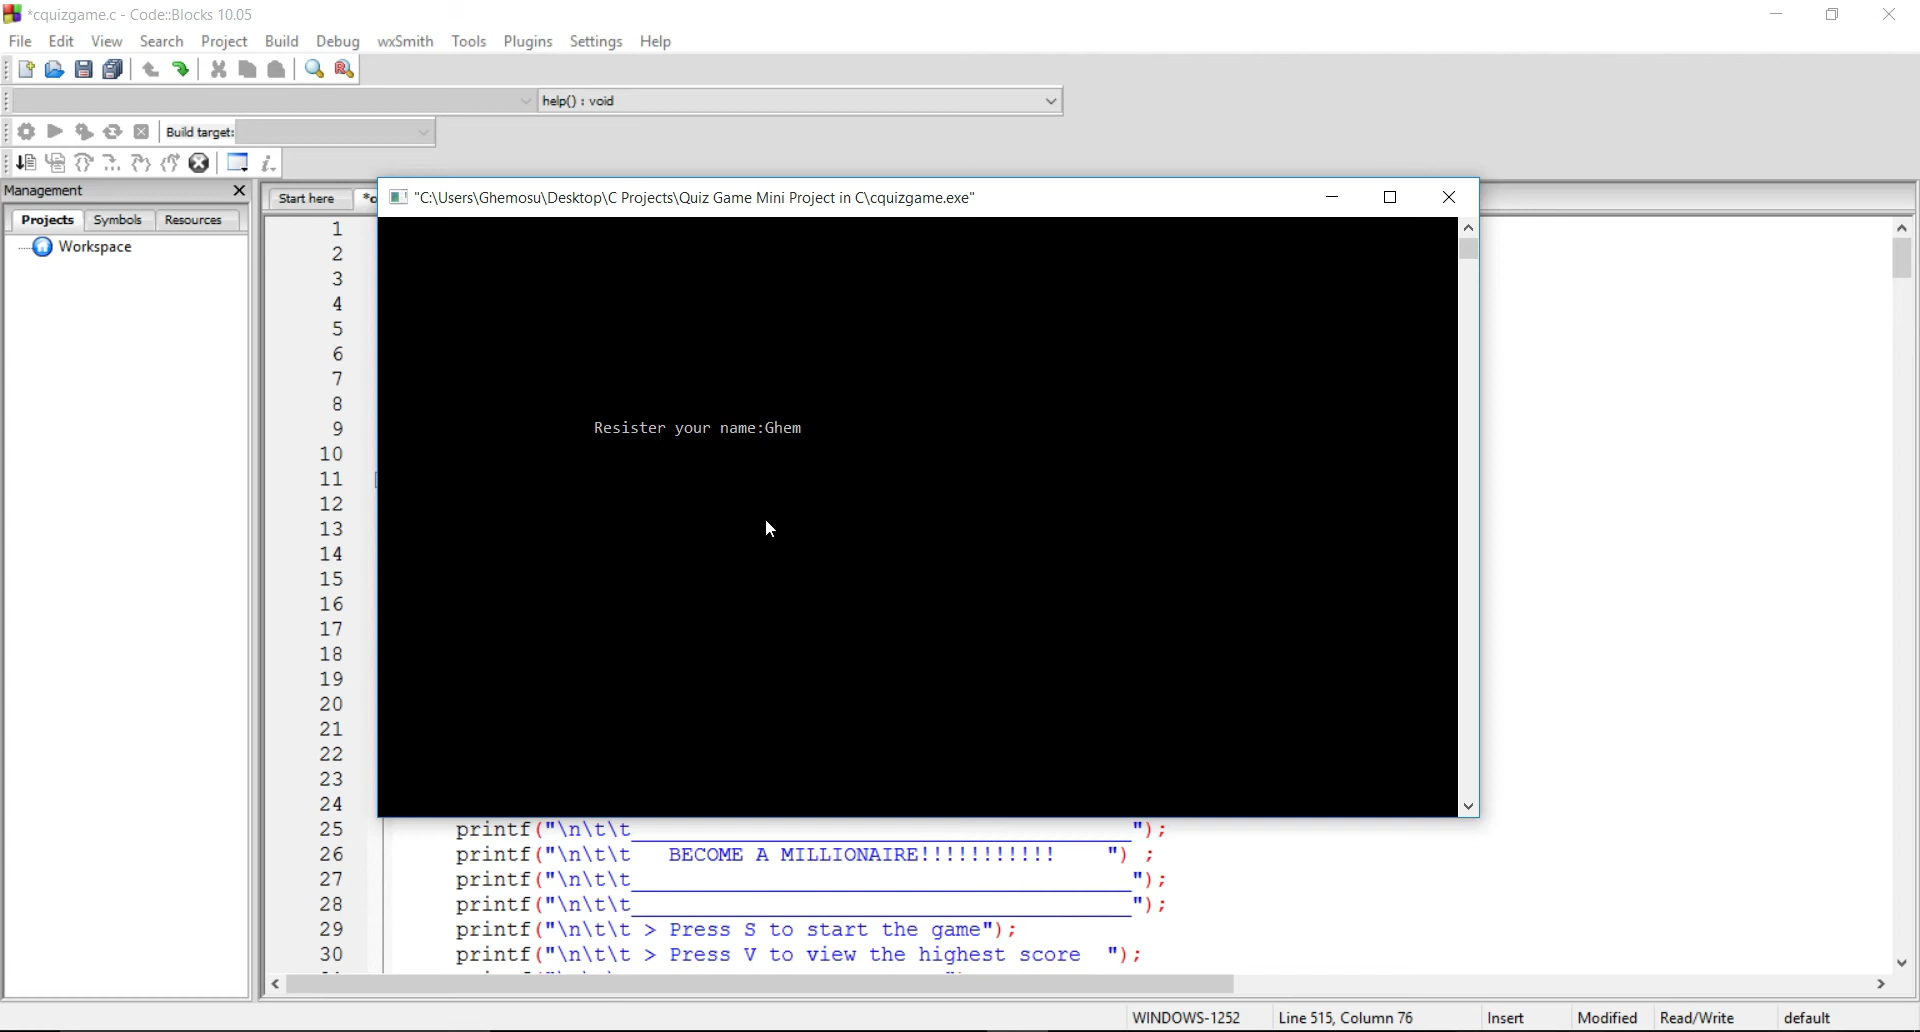 *cquizgame.c - Code::Blocks 10.05
File Edit View Search Project Build Debug wxSmith Tools Plugins Settings Help
help() : void
Build target:
Management
Projects Symbols Resources
Workspace
Start here
"C:\Users\Ghemosu\Desktop\C Projects\Quiz Game Mini Project in C\cquizgame.exe"
Resister your name:Ghem
1
2
3
4
5
6
7
8
9
10
11
12
13
14
15
16
17
18
19
20
21
22
23
24
25 printf("\n\t\t________________________________________");
26 printf("\n\t\t   BECOME A MILLIONAIRE!!!!!!!!!!!    ") ;
27 printf("\n\t\t________________________________________");
28 printf("\n\t\t________________________________________");
29 printf("\n\t\t > Press S to start the game");
30 printf("\n\t\t > Press V to view the highest score  ");
WINDOWS-1252 Line 515, Column 76 Insert Modified Read/Write default